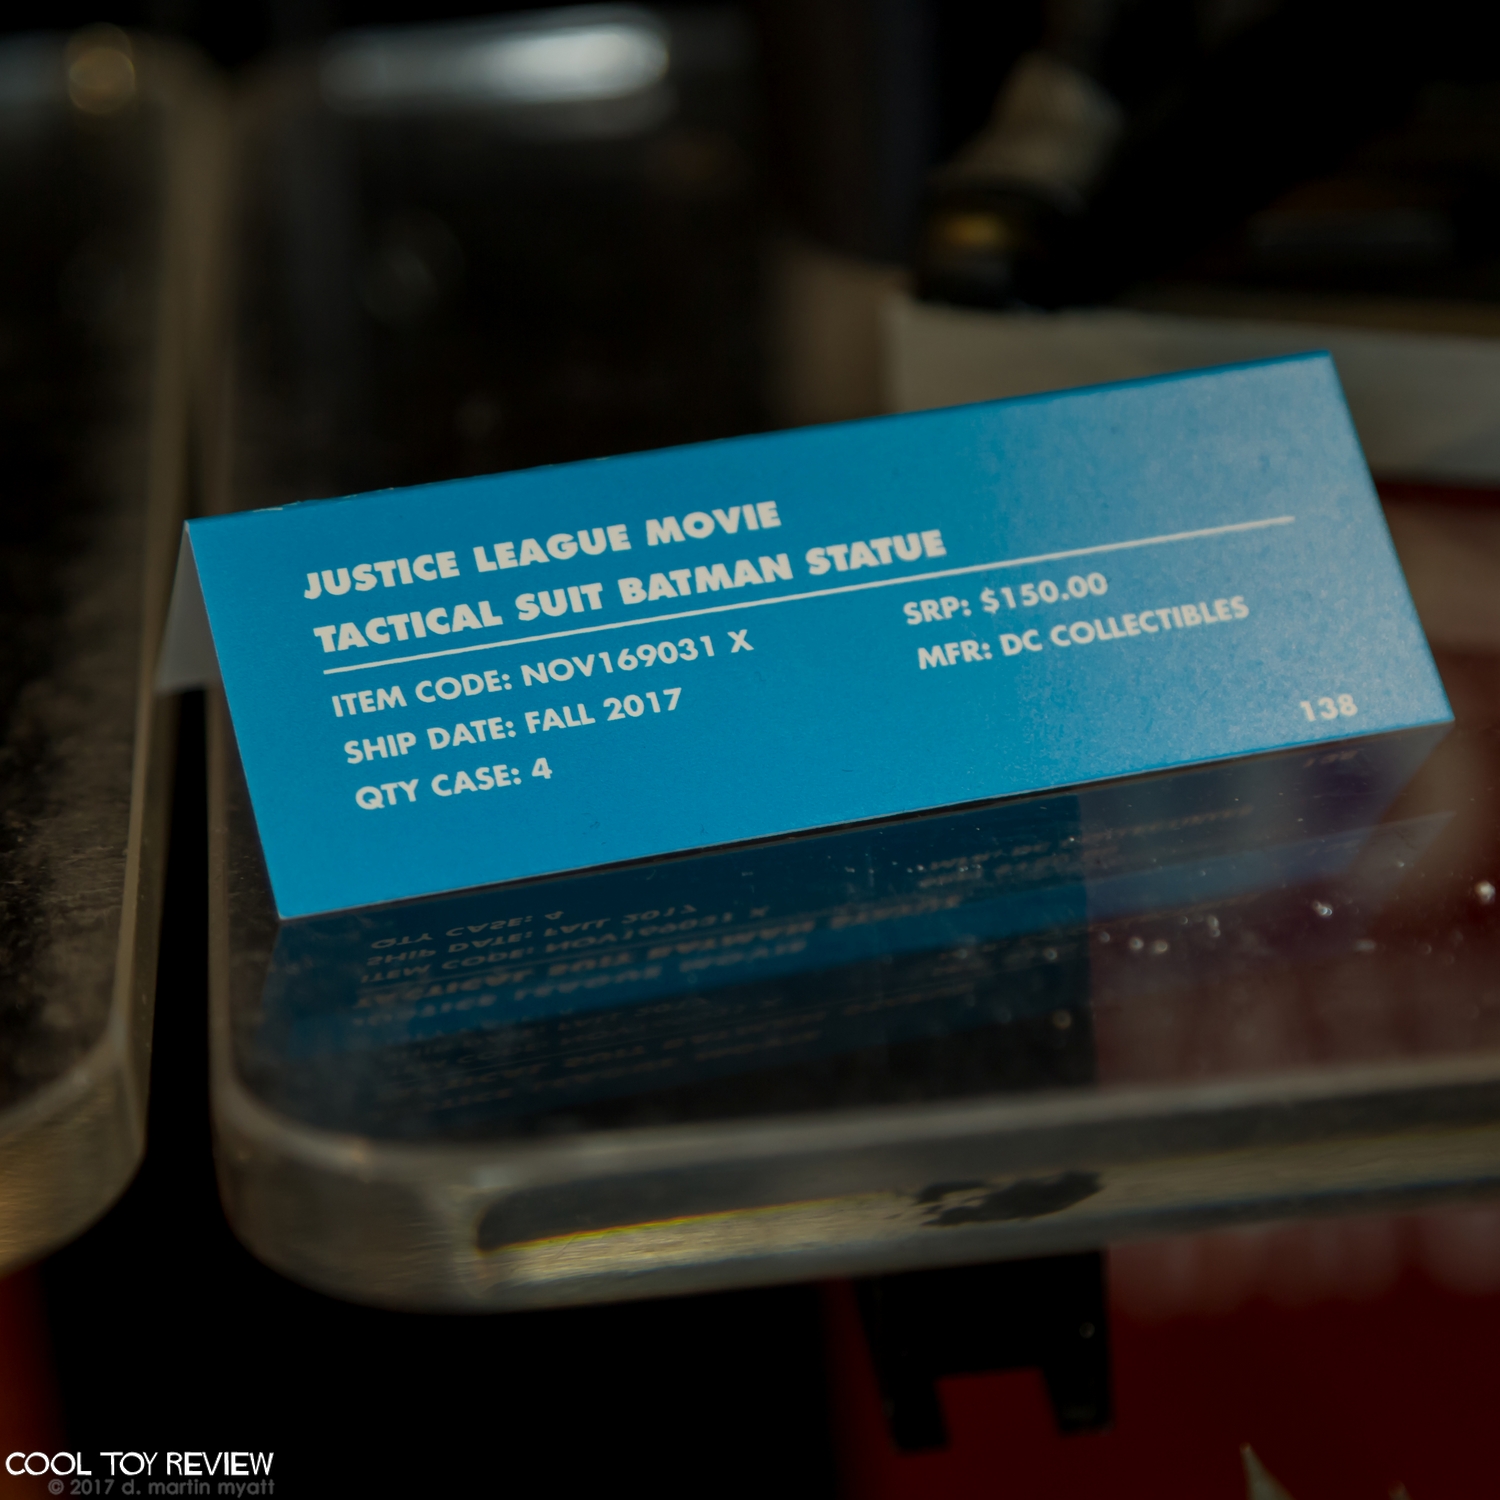 JUSTICE LEAGUE MOVIE
TACTICAL SUIT BATMAN STATUE
ITEM CODE: NOV169031 X
SHIP DATE: FALL 2017
QTY CASE: 4
SRP: $150.00
MFR: DC COLLECTIBLES
138
COOL TOY REVIEW
© 2017 d. martin myatt